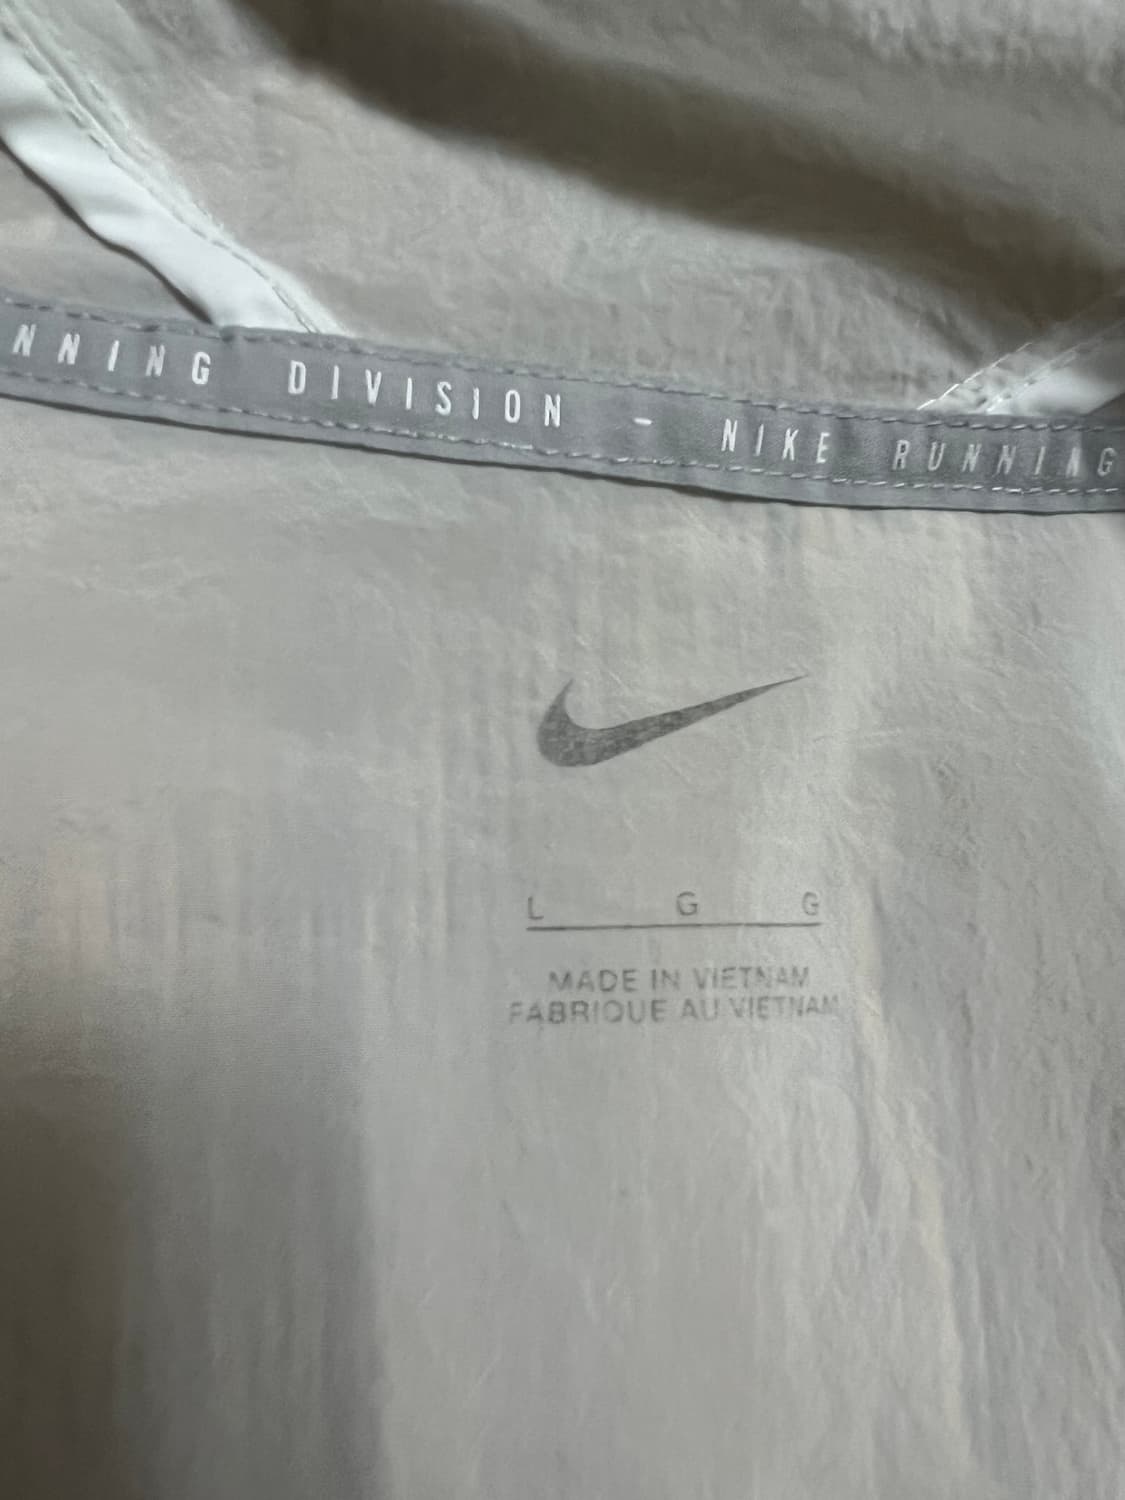 NNING DIVISION - NIKE RUNNING
L G G
MADE IN VIETNAM
FABRIQUE AU VIETNAM